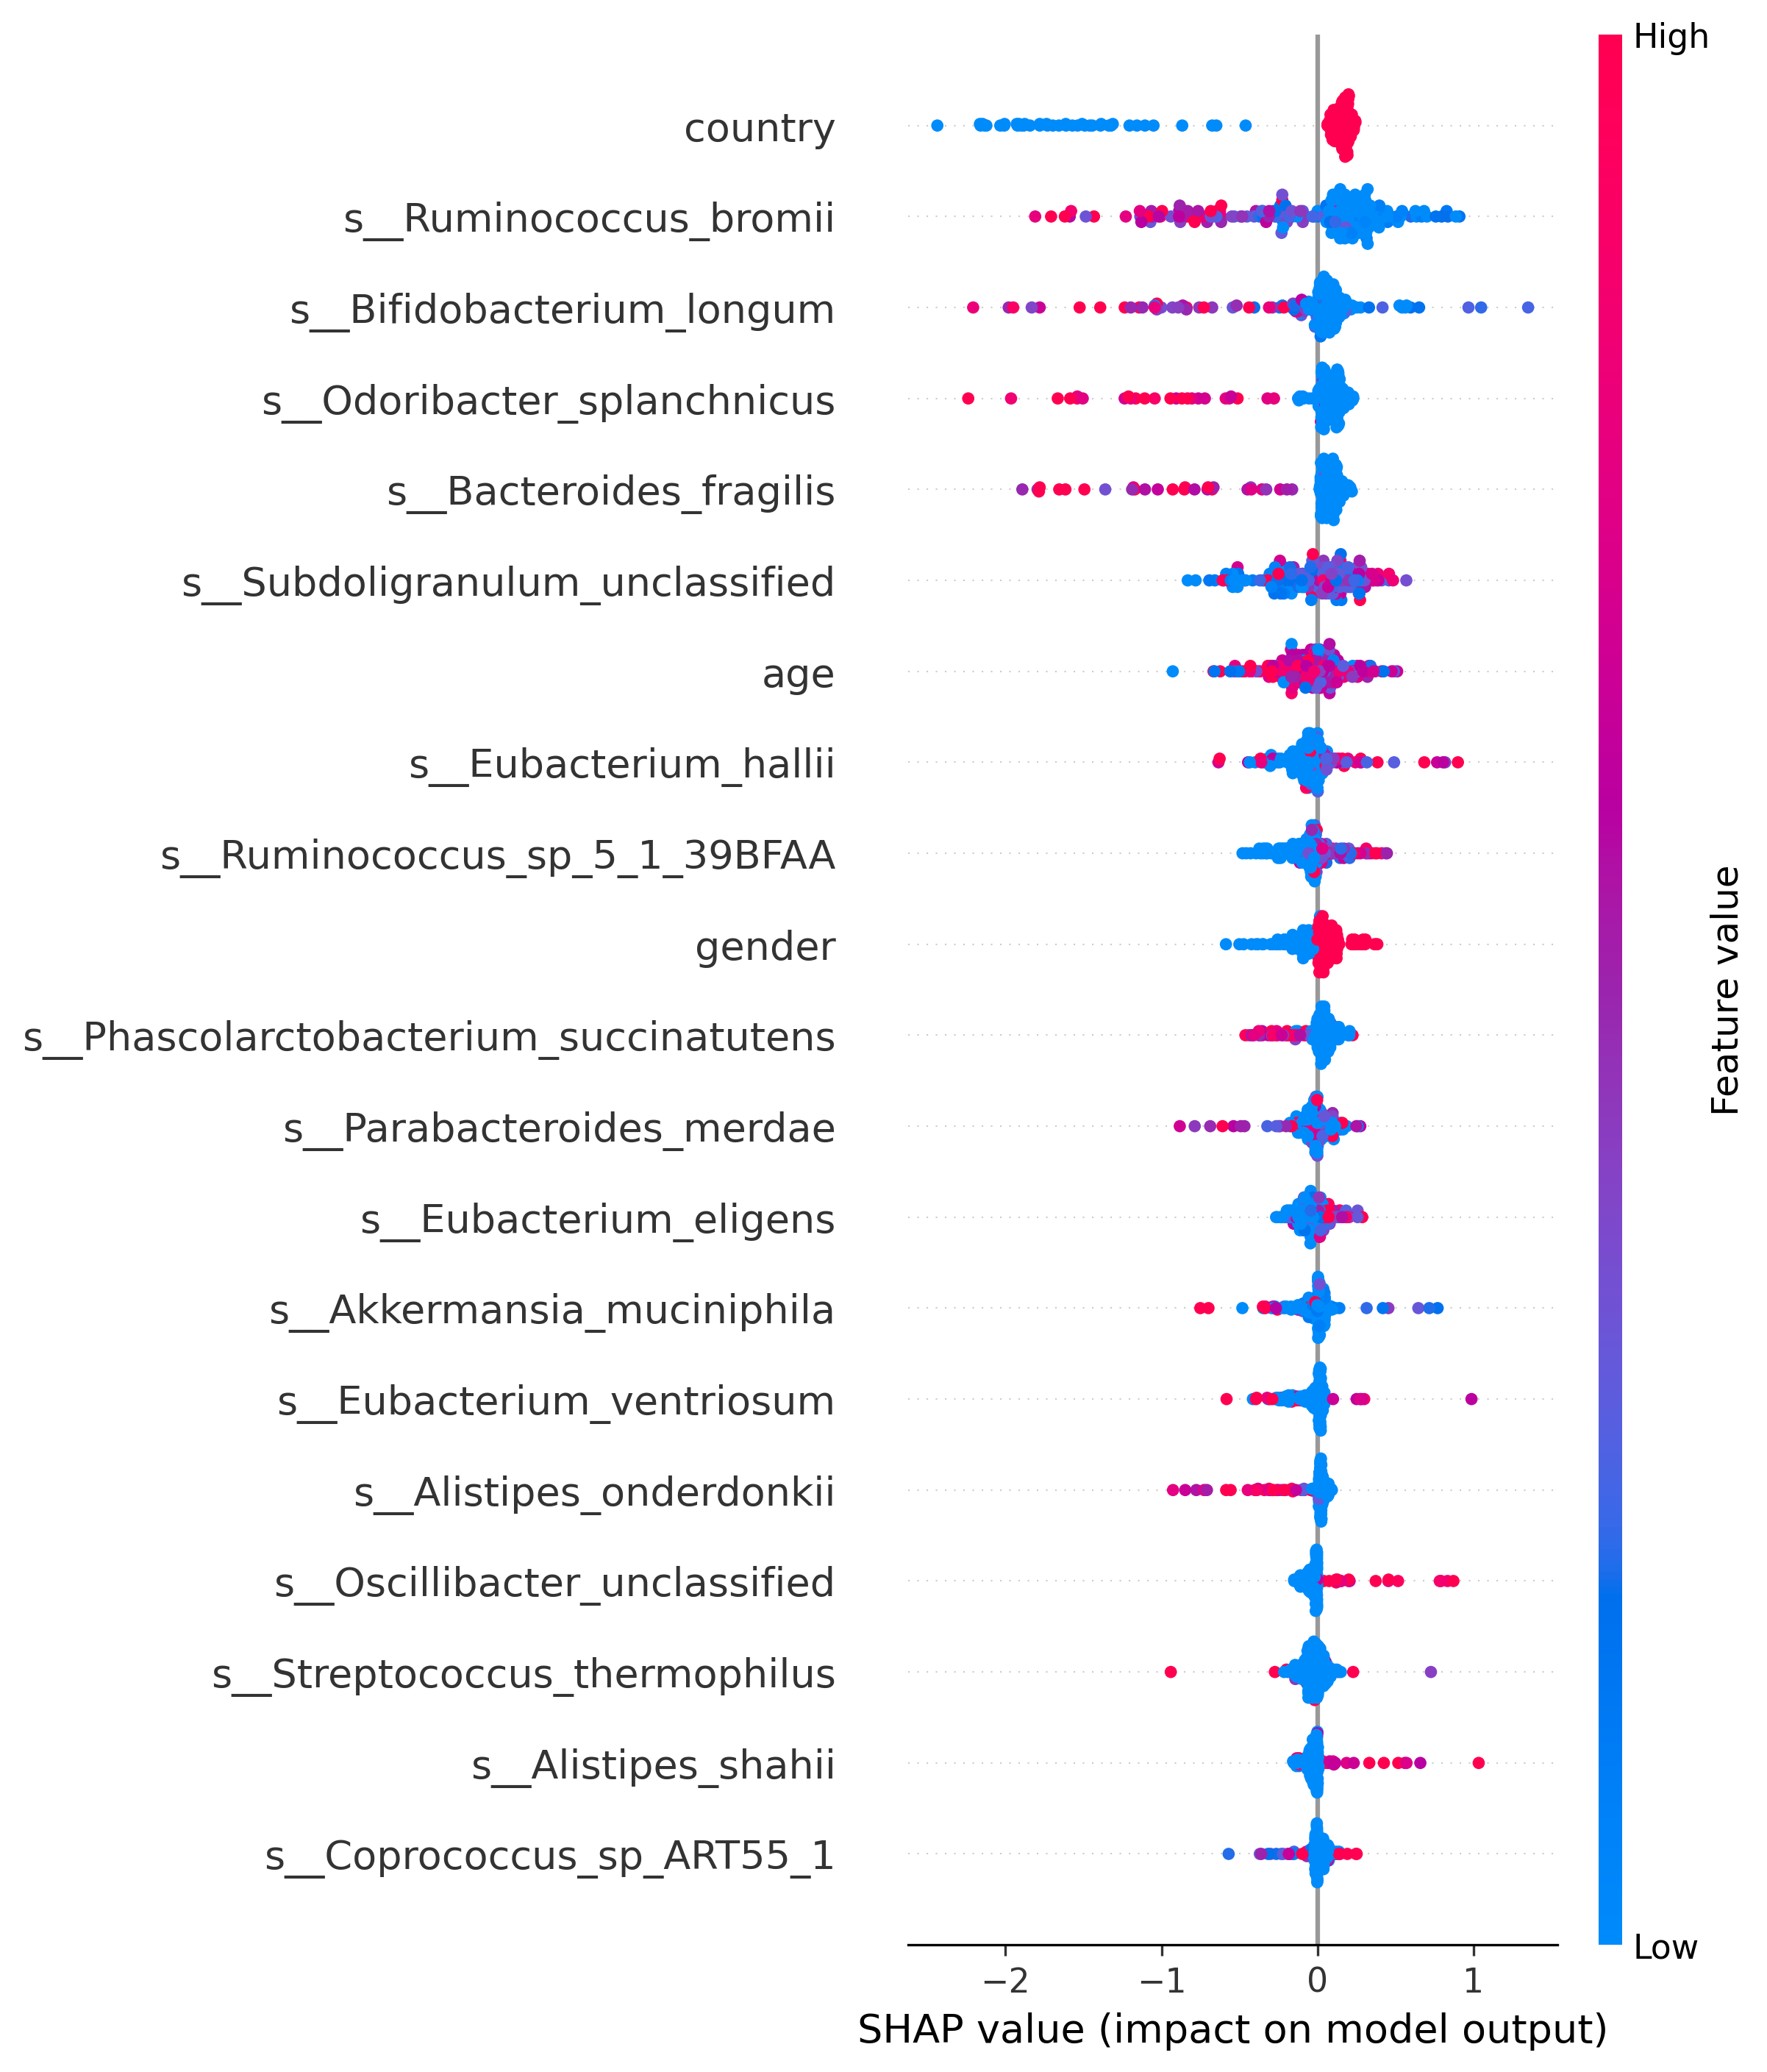 High
country
s__Ruminococcus_bromii
s__Bifidobacterium_longum
s__Odoribacter_splanchnicus
s__Bacteroides_fragilis
s__Subdoligranulum_unclassified
age
s__Eubacterium_hallii
s__Ruminococcus_sp_5_1_39BFAA
gender
s__Phascolarctobacterium_succinatutens
s__Parabacteroides_merdae
s__Eubacterium_eligens
s__Akkermansia_muciniphila
s__Eubacterium_ventriosum
s__Alistipes_onderdonkii
s__Oscillibacter_unclassified
s__Streptococcus_thermophilus
s__Alistipes_shahii
s__Coprococcus_sp_ART55_1
Feature value
Low
−2 −1 0 1
SHAP value (impact on model output)